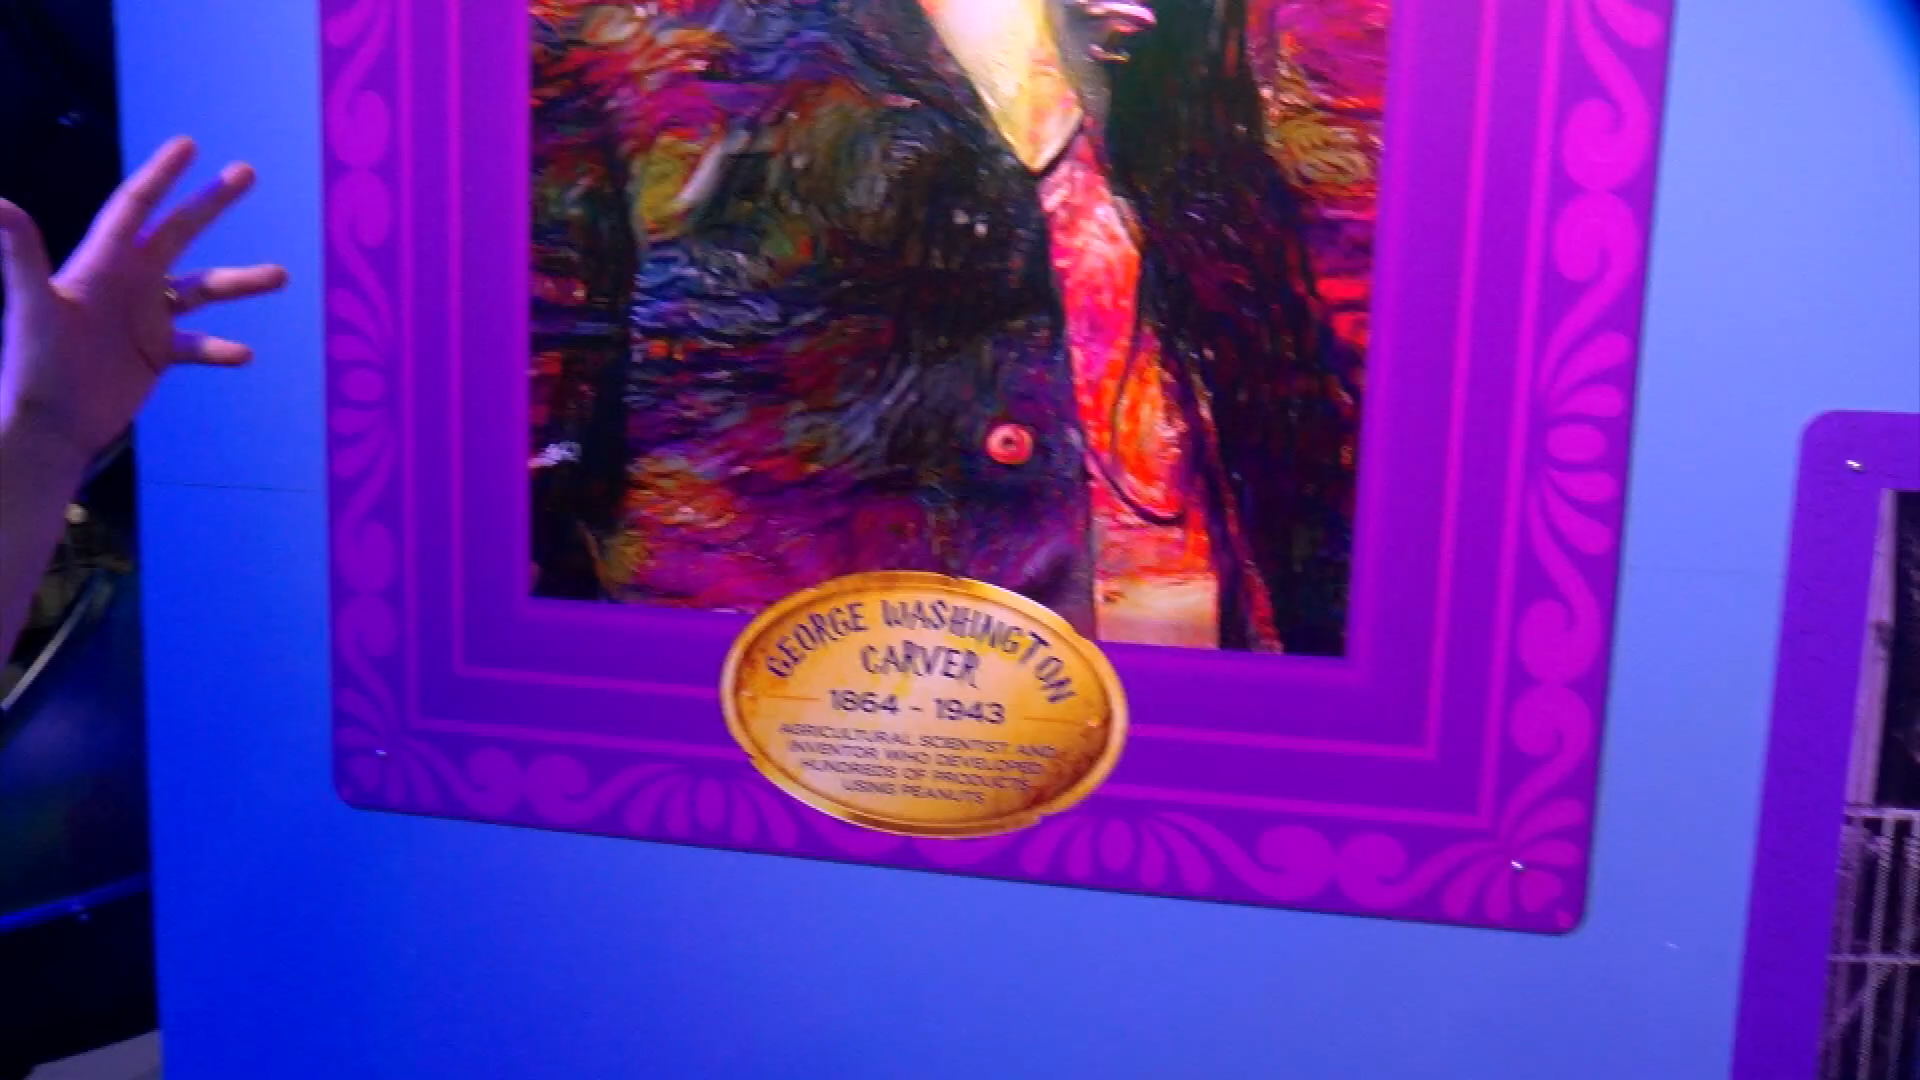 GEORGE WASHINGTON
CARVER
1864 - 1943
AGRICULTURAL SCIENTIST AND
INVENTOR WHO DEVELOPED
HUNDREDS OF PRODUCTS
USING PEANUTS